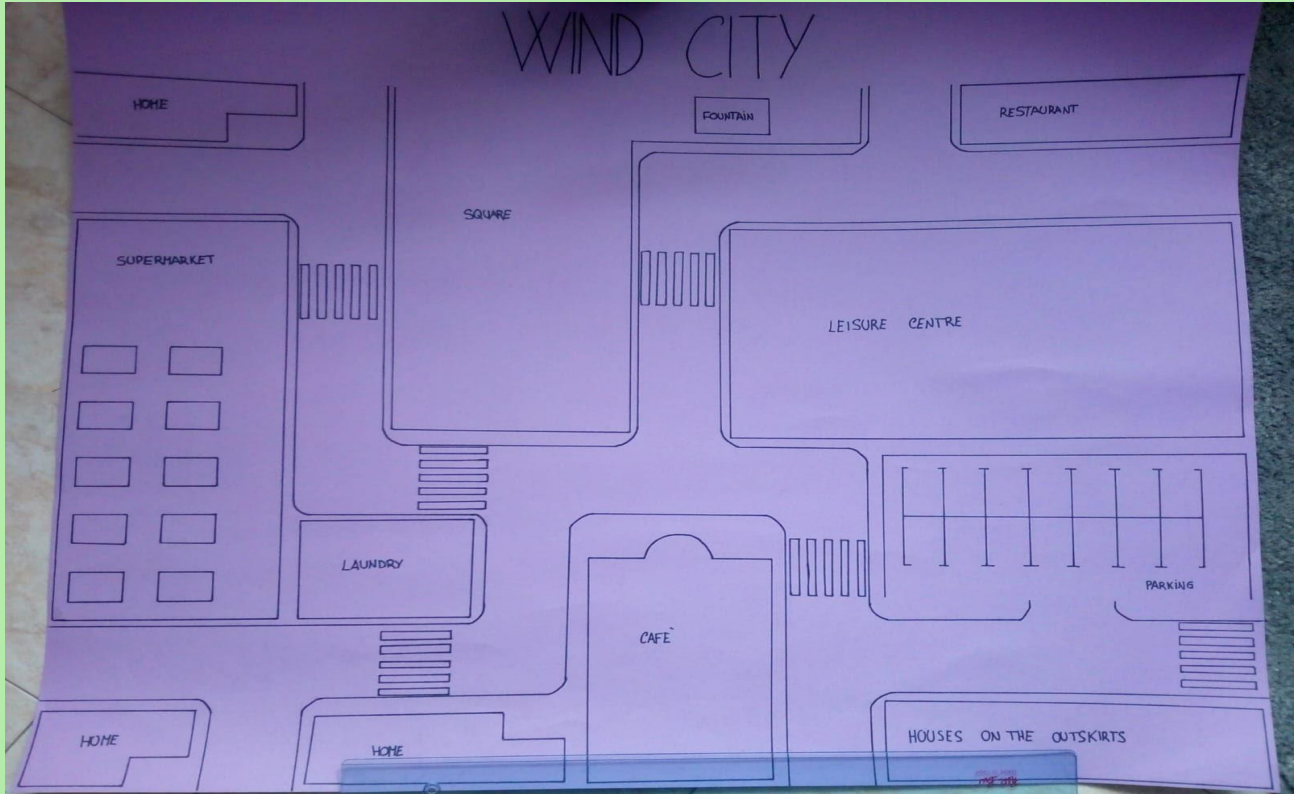 WIND CITY
HOME
FOUNTAIN
RESTAURANT
SQUARE
SUPERMARKET
LEISURE CENTRE
LAUNDRY
PARKING
CAFÈ
HOME
HOME
HOUSES ON THE OUTSKIRTS